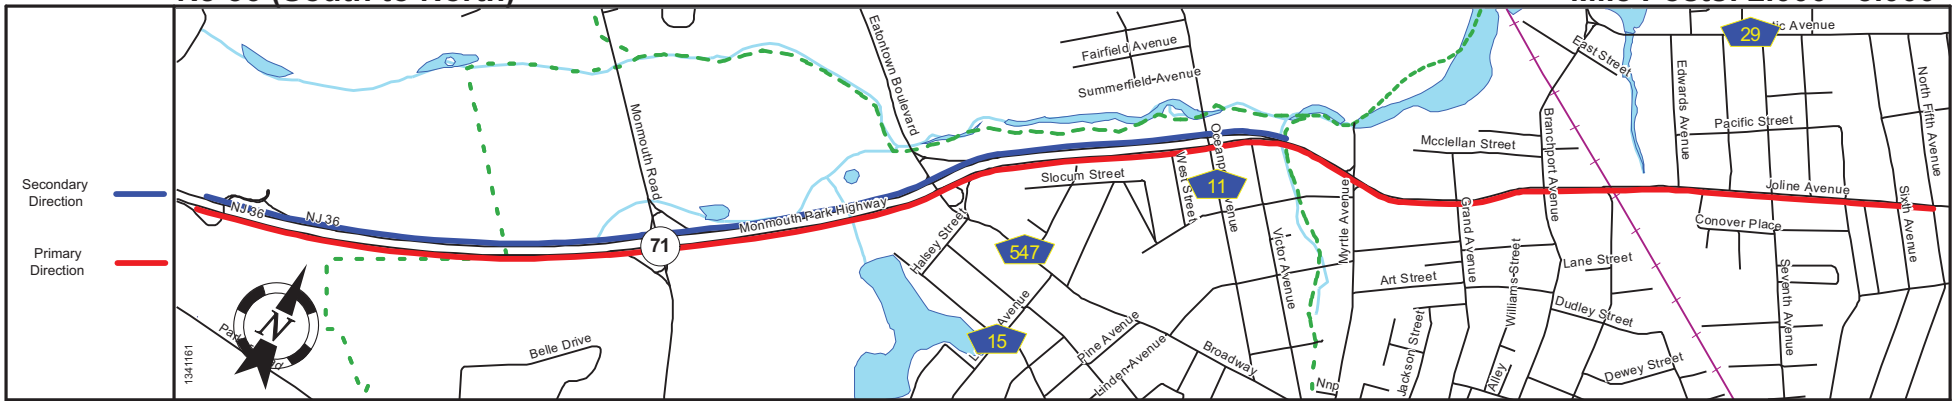 Secondary
Direction
Primary
Direction
1341161
N
NJ 36
NJ 36
Monmouth Road
71
Monmouth Park Highway
Belle Drive
Eatontown Boulevard
Halsey Street
Slocum Street
547
15
Avenue
Pine Avenue
Linden Avenue
Broadway
Fairfield Avenue
Summerfield Avenue
West Street
11
Victor Avenue
Myrtle Avenue
Nnp
Mcclellan Street
Grand Avenue
Art Street
Jackson Street
Williams Street
Alley
Branchport Avenue
East Street
Lane Street
Dudley Street
Dewey Street
Edwards Avenue
29
tic Avenue
Pacific Street
Joline Avenue
Conover Place
Seventh Avenue
Sixth Avenue
North Fifth Avenue